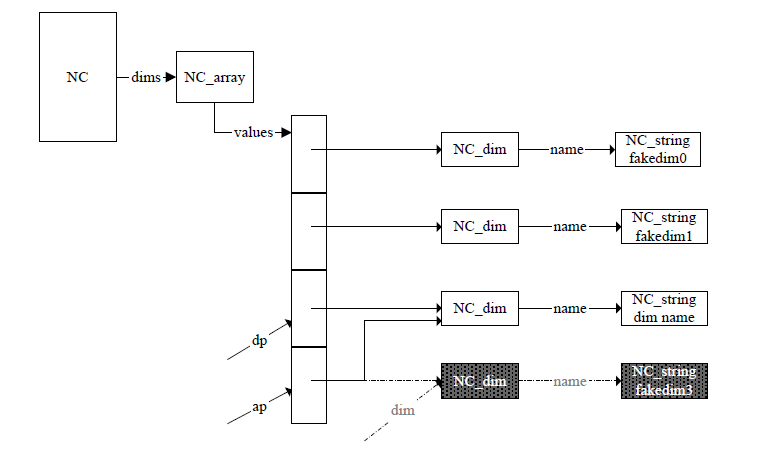 NC
dims
NC_array
values
NC_dim
name
NC_string
fakedim0
NC_dim
name
NC_string
fakedim1
NC_dim
name
NC_string
dim name
dp
NC_dim
name
NC_string
fakedim3
ap
dim